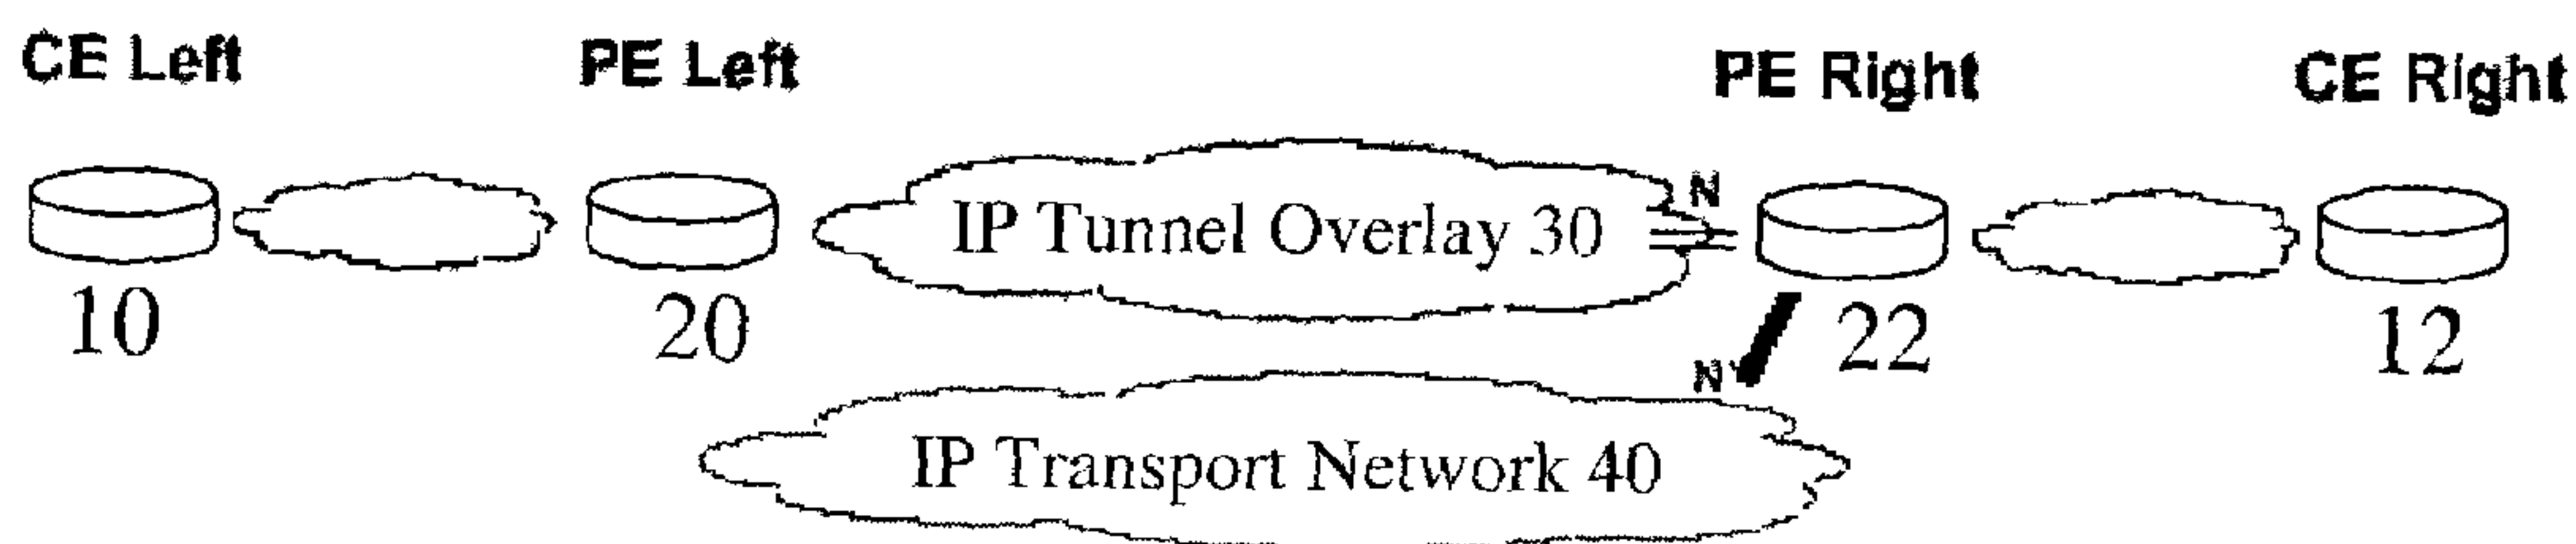 CE Left
PE Left
PE Right
CE Right
IP Tunnel Overlay 30
N
10
20
22
12
N'
IP Transport Network 40